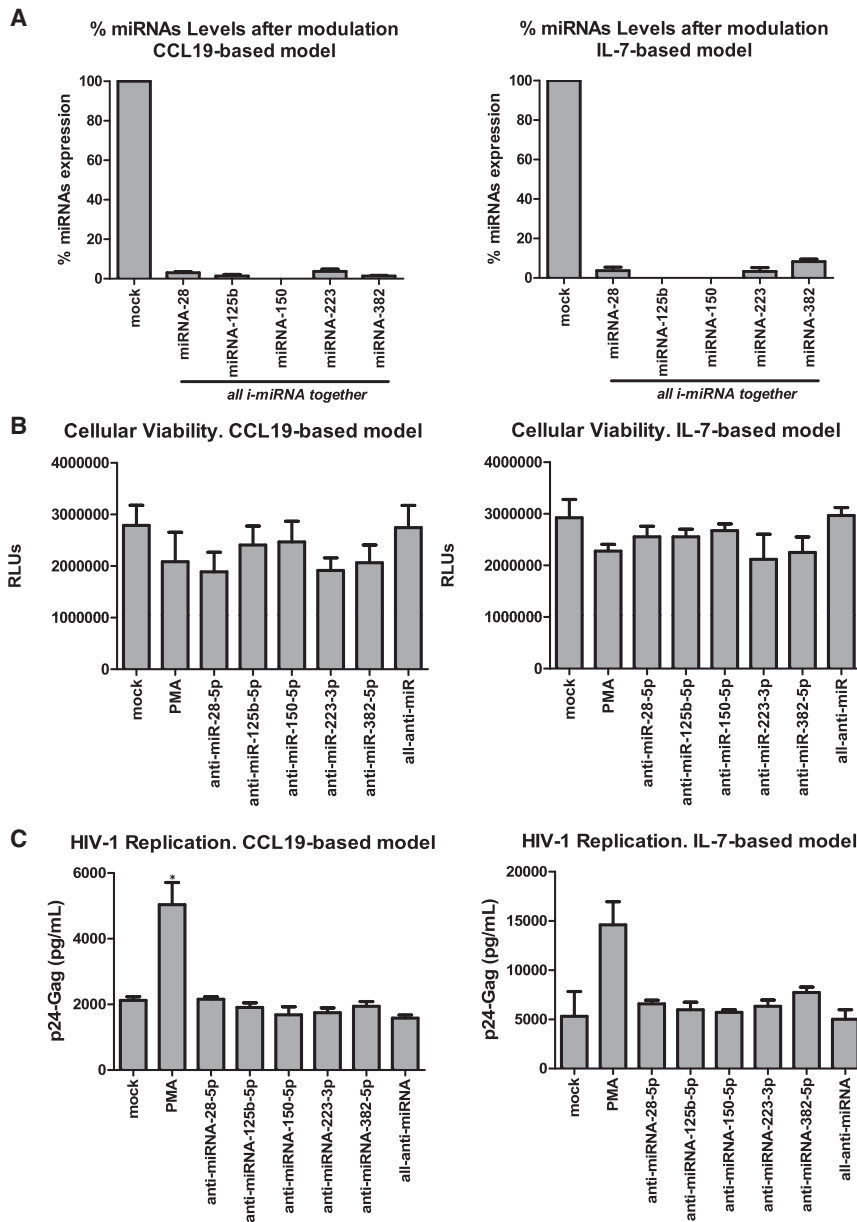 A
% miRNAs Levels after modulation
CCL19-based model
% miRNAs expression
100
80
60
40
20
0
mock
miRNA-28
miRNA-125b
miRNA-150
miRNA-223
miRNA-382
all i-miRNA together
% miRNAs Levels after modulation
IL-7-based model
% miRNAs expression
100
80
60
40
20
0
mock
miRNA-28
miRNA-125b
miRNA-150
miRNA-223
miRNA-382
all i-miRNA together
B
Cellular Viability. CCL19-based model
RLUs
4000000
3000000
2000000
1000000
0
mock
PMA
anti-miR-28-5p
anti-miR-125b-5p
anti-miR-150-5p
anti-miR-223-3p
anti-miR-382-5p
all-anti-miR
Cellular Viability. IL-7-based model
RLUs
4000000
3000000
2000000
1000000
0
mock
PMA
anti-miR-28-5p
anti-miR-125b-5p
anti-miR-150-5p
anti-miR-223-3p
anti-miR-382-5p
all-anti-miR
C
HIV-1 Replication. CCL19-based model
p24-Gag (pg/mL)
6000
4000
2000
0
*
mock
PMA
anti-miRNA-28-5p
anti-miRNA-125b-5p
anti-miRNA-150-5p
anti-miRNA-223-3p
anti-miRNA-382-5p
all-anti-miRNA
HIV-1 Replication. IL-7-based model
p24-Gag (pg/mL)
20000
15000
10000
5000
0
mock
PMA
anti-miRNA-28-5p
anti-miRNA-125b-5p
anti-miRNA-150-5p
anti-miRNA-223-3p
anti-miRNA-382-5p
all-anti-miRNA